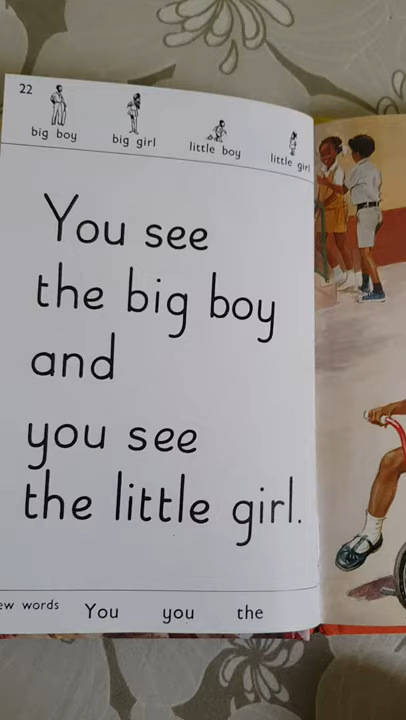 22
big boy big girl little boy little girl
You see
the big boy
and
you see
the little girl.
ew words You you the